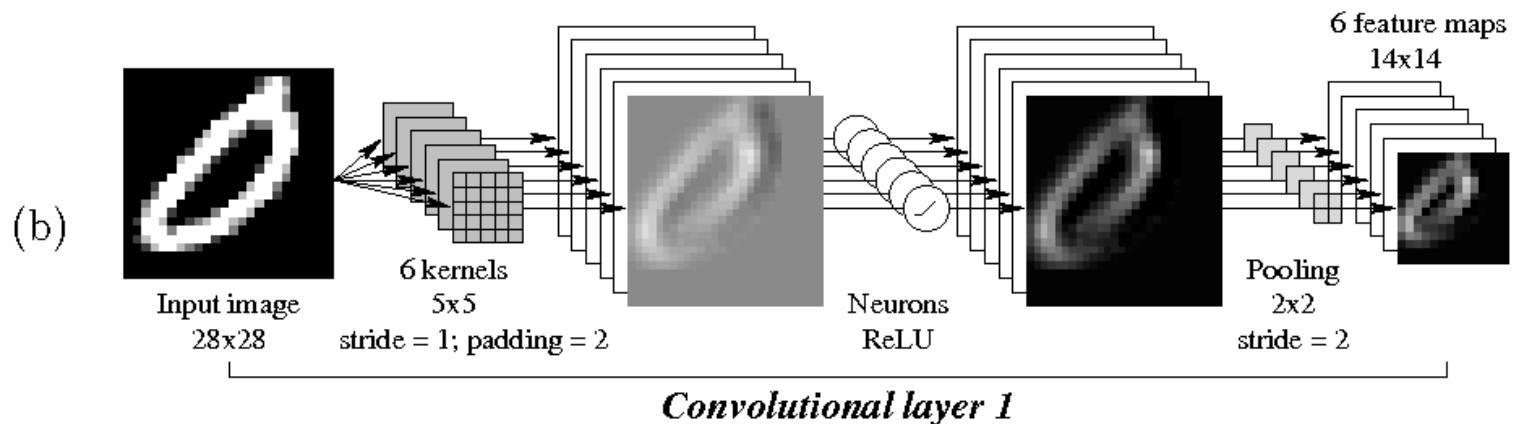 6 feature maps
14x14
(b)
Input image
28x28
6 kernels
5x5
stride = 1; padding = 2
Neurons
ReLU
Pooling
2x2
stride = 2
Convolutional layer 1